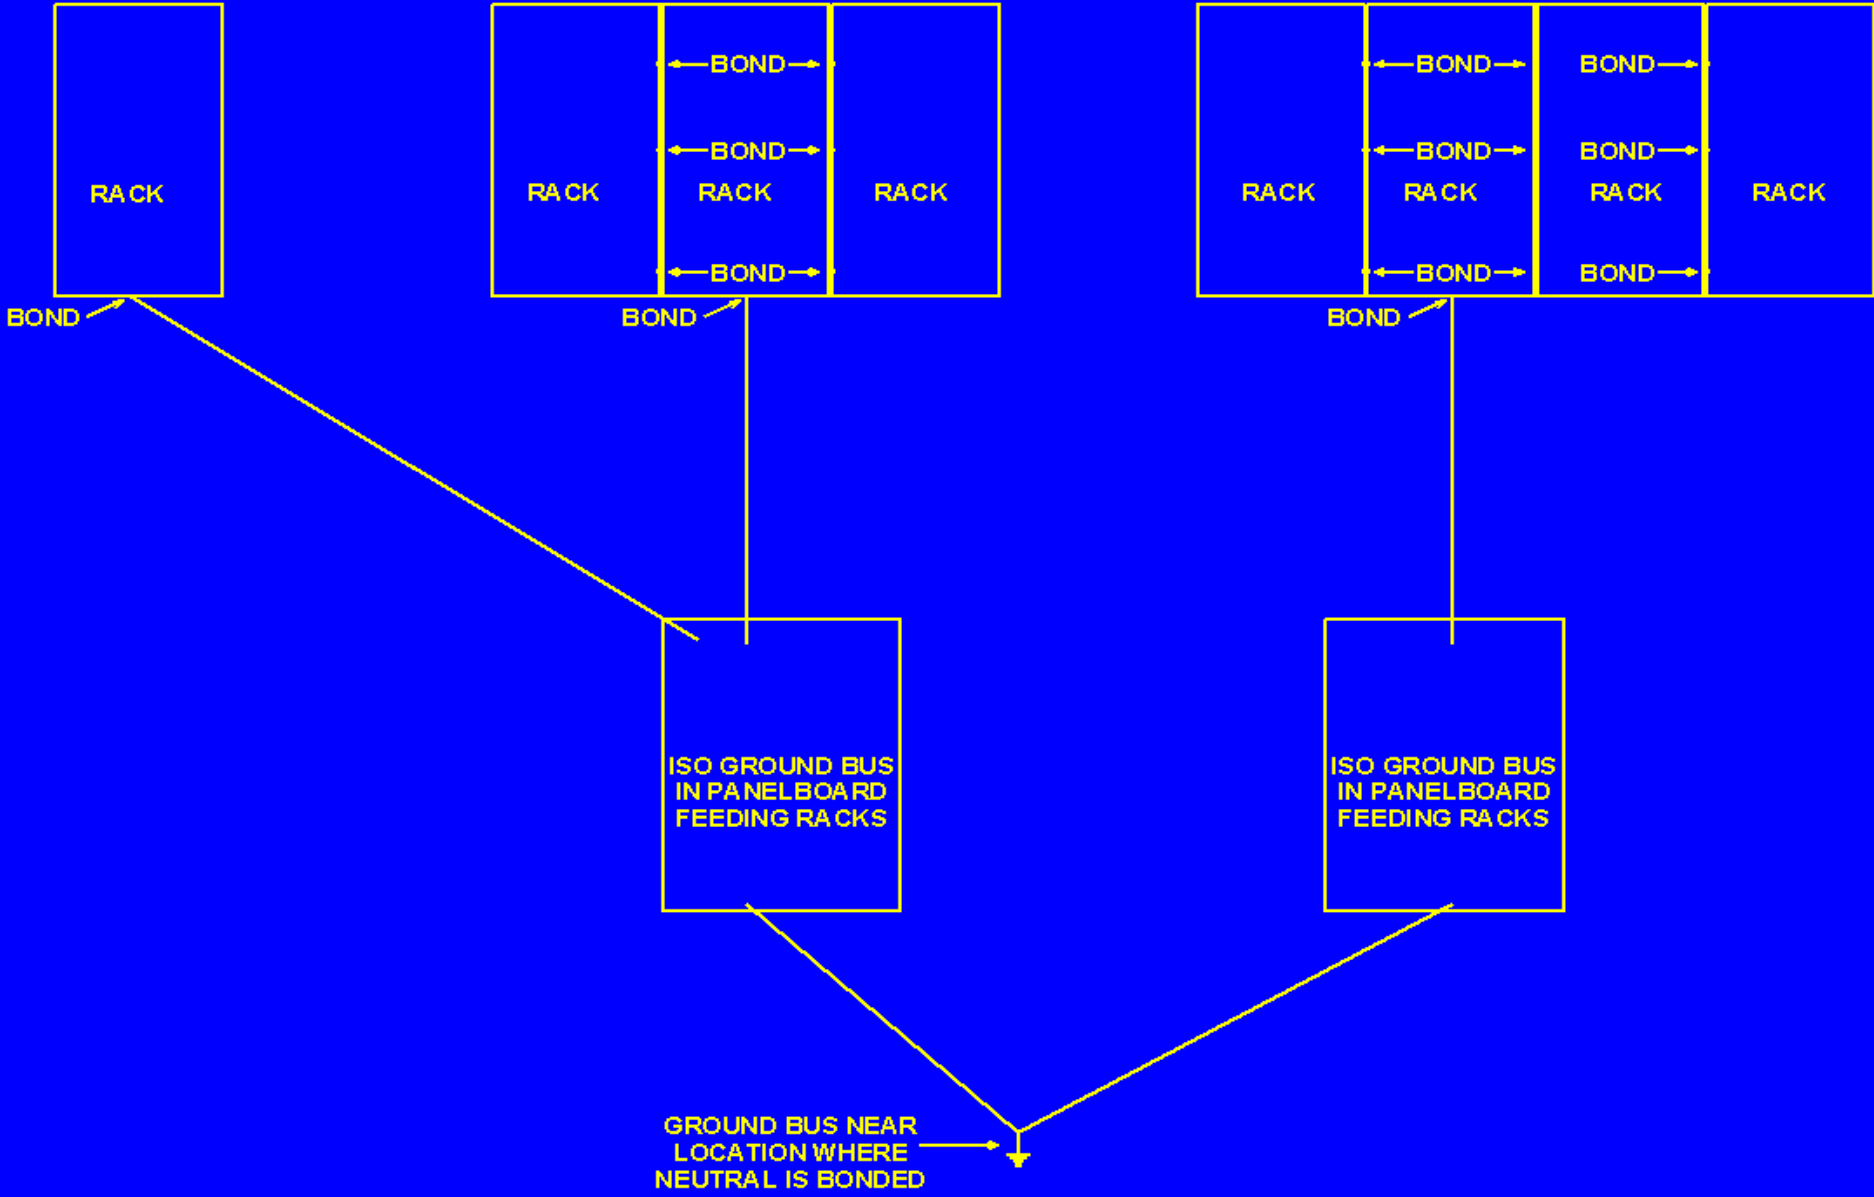 BOND BOND BOND
BOND BOND BOND
RACK RACK RACK RACK RACK RACK RACK RACK
BOND BOND BOND
BOND BOND BOND
ISO GROUND BUS
IN PANELBOARD
FEEDING RACKS
ISO GROUND BUS
IN PANELBOARD
FEEDING RACKS
GROUND BUS NEAR
LOCATION WHERE
NEUTRAL IS BONDED